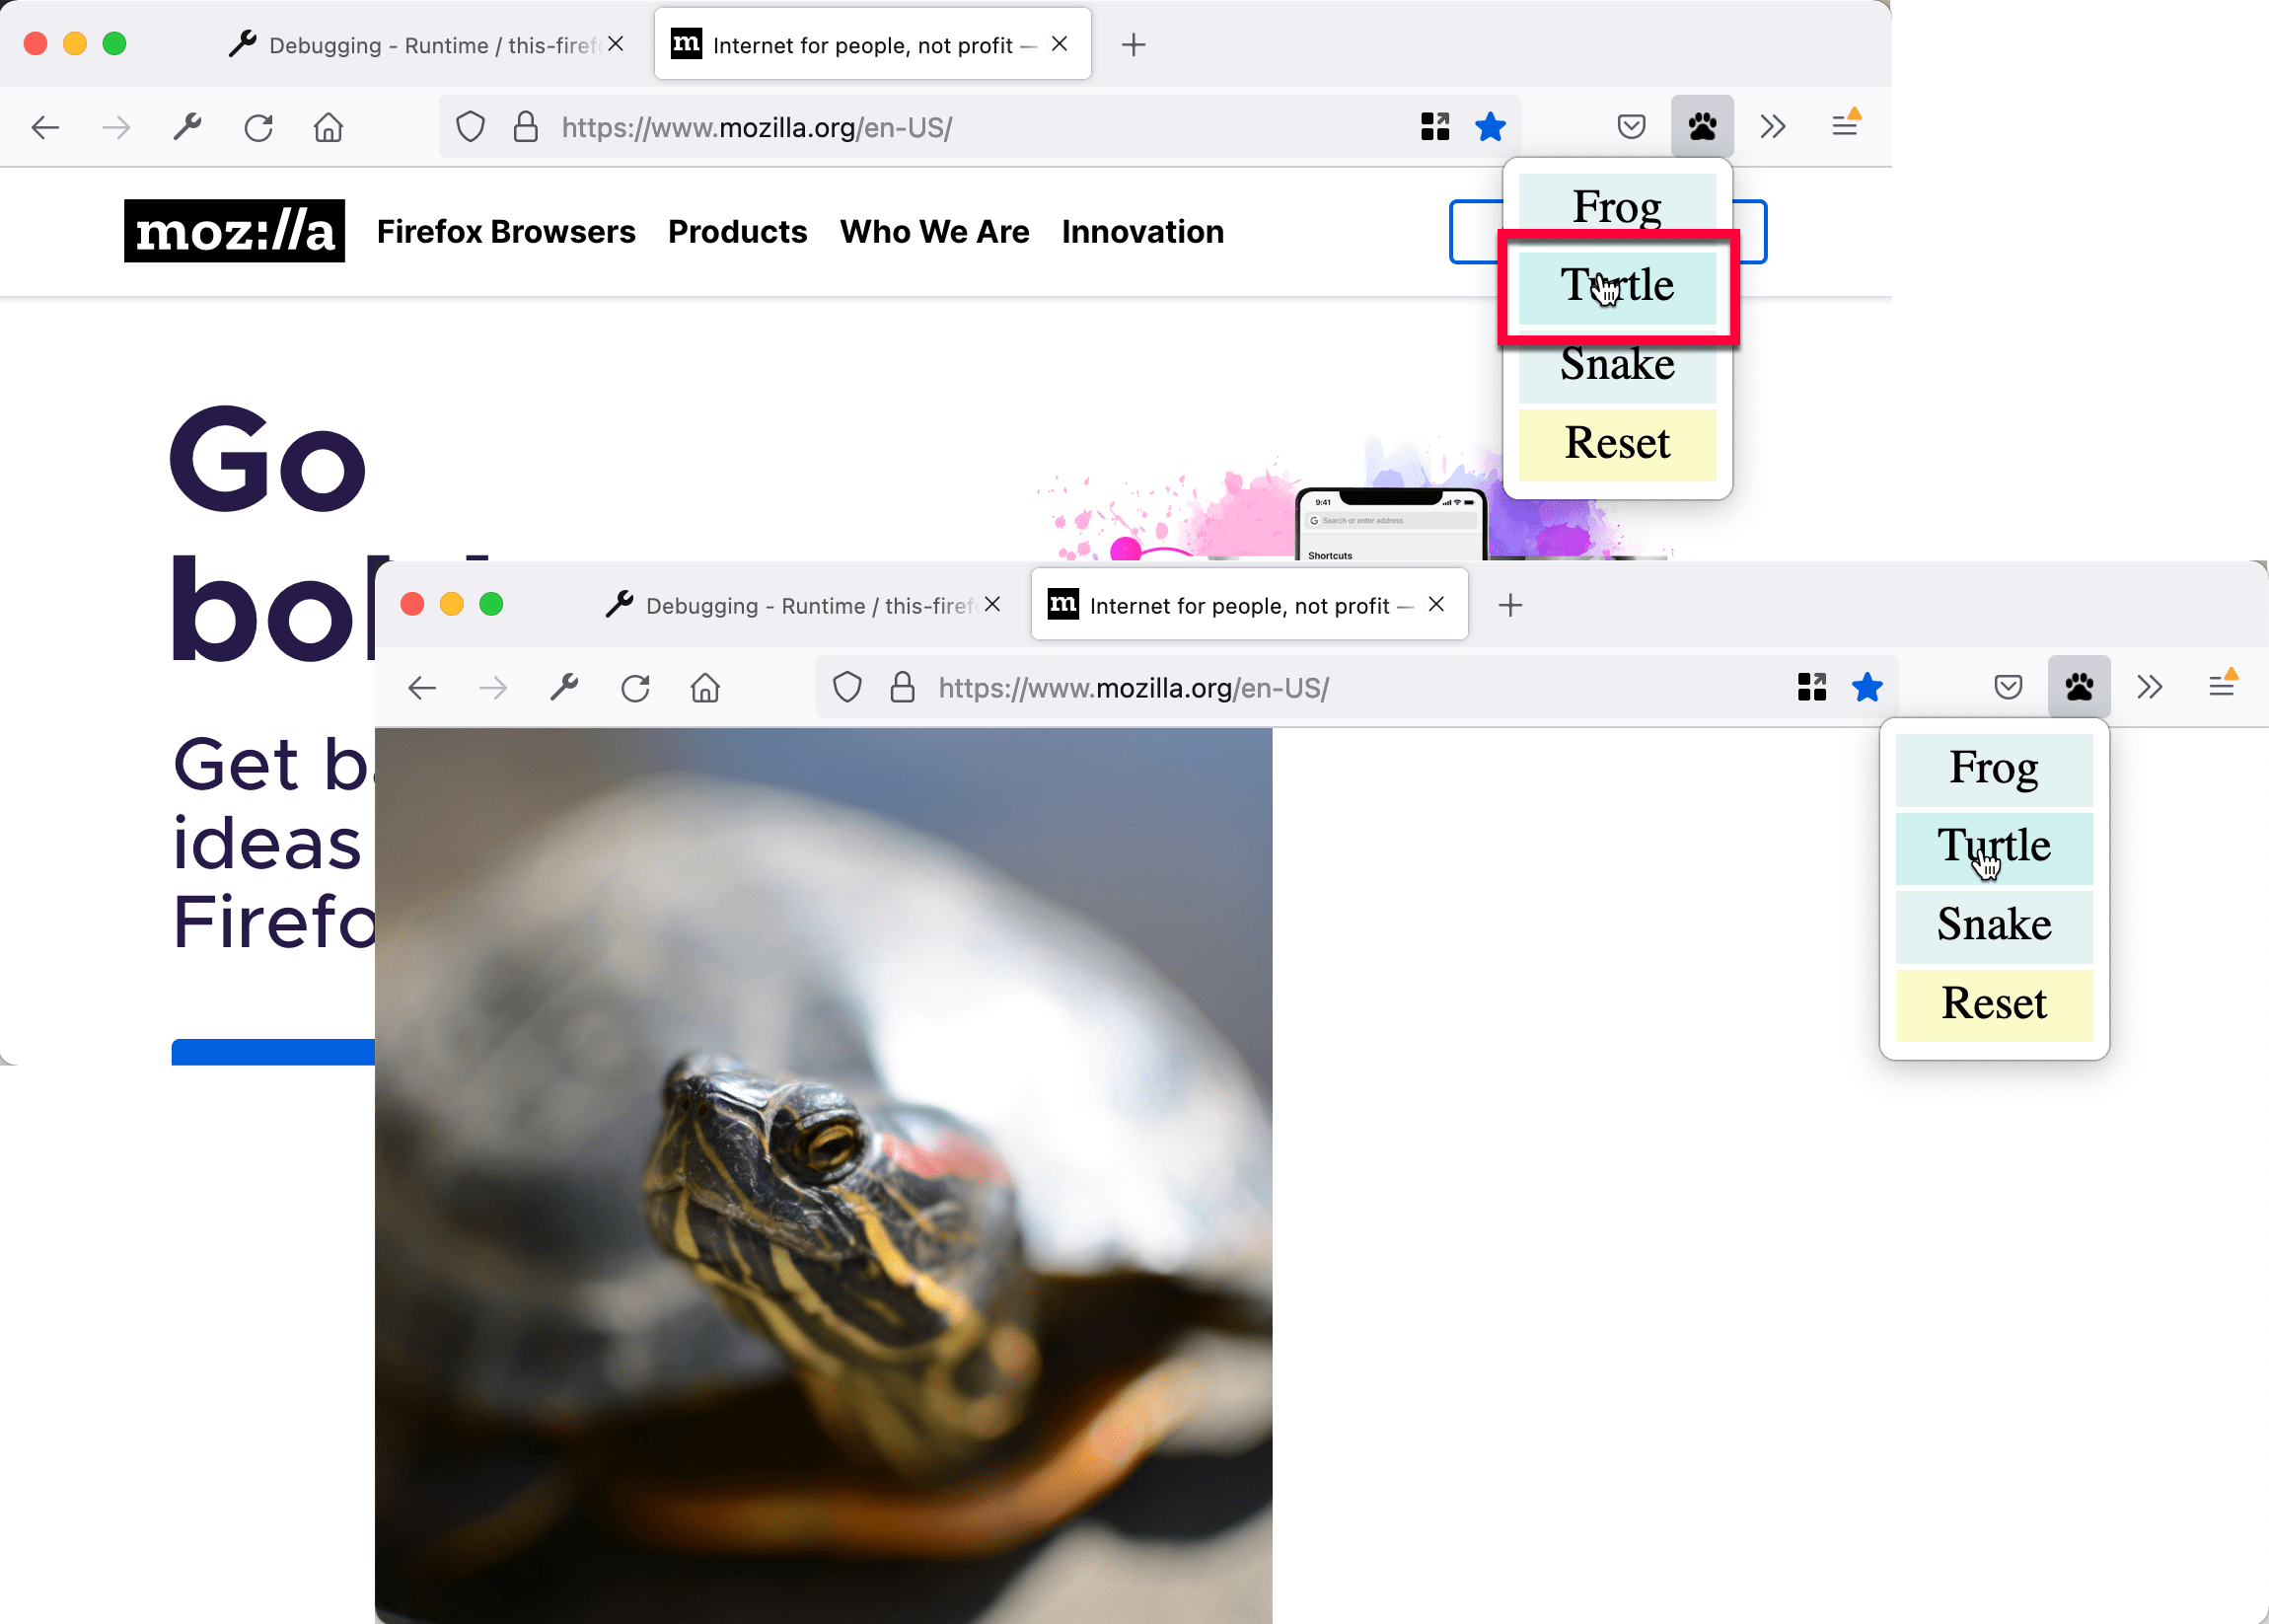 Debugging - Runtime / this-firef
Internet for people, not profit —
https://www.mozilla.org/en-US/
moz://a
Firefox Browsers
Products
Who We Are
Innovation
Frog
Turtle
Snake
Reset
Go
9:41
Search or enter address
Shortcuts
Get
ideas
Debugging - Runtime / this-firef
m
Internet for people, not profit —
https://www.mozilla.org/en-US/
Frog
Turtle
Snake
Reset